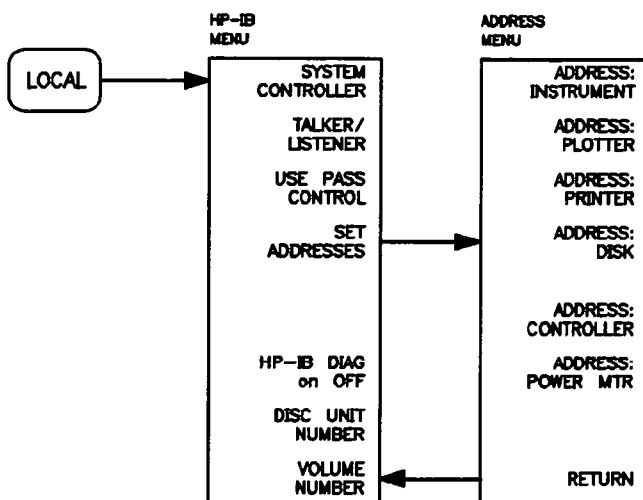 HP-IB
MENU
LOCAL
SYSTEM
CONTROLLER
TALKER/
LISTENER
USE PASS
CONTROL
SET
ADDRESSES
HP-IB DIAG
on OFF
DISC UNIT
NUMBER
VOLUME
NUMBER
ADDRESS
MENU
ADDRESS:
INSTRUMENT
ADDRESS:
PLOTTER
ADDRESS:
PRINTER
ADDRESS:
DISK
ADDRESS:
CONTROLLER
ADDRESS:
POWER MTR
RETURN